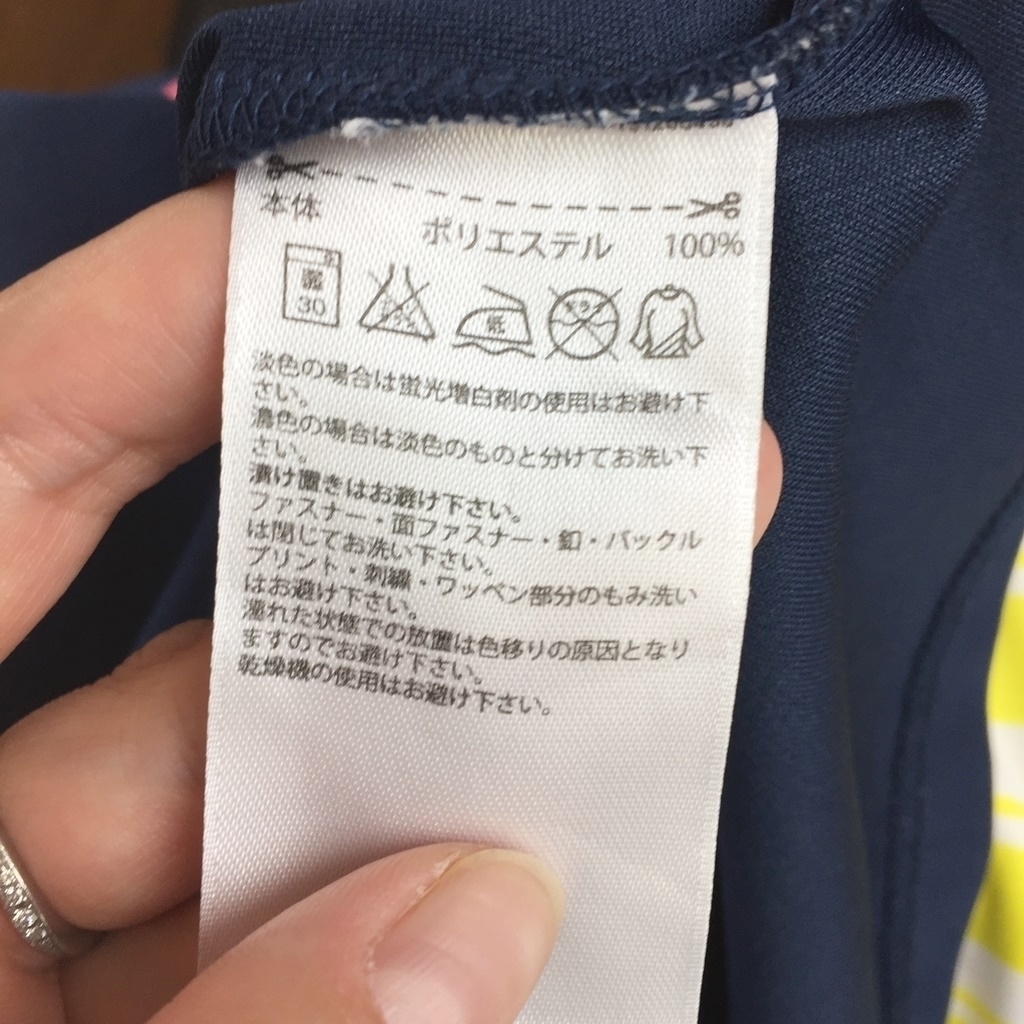 本体
ポリエステル 100%
30
低
淡色の場合は蛍光増白剤の使用はお避け下
さい。
濃色の場合は淡色のものと分けてお洗い下
さい。
漬け置きはお避け下さい。
ファスナー・面ファスナー・釦・バックル
は閉じてお洗い下さい。
プリント・刺繍・ワッペン部分のもみ洗い
はお避け下さい。
濡れた状態での放置は色移りの原因となり
ますのでお避け下さい。
乾燥機の使用はお避け下さい。